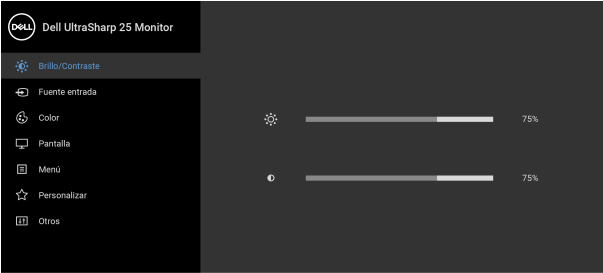 DELL
Dell UltraSharp 25 Monitor
Brillo/Contraste
Fuente entrada
Color
Pantalla
Menú
Personalizar
Otros
75%
75%